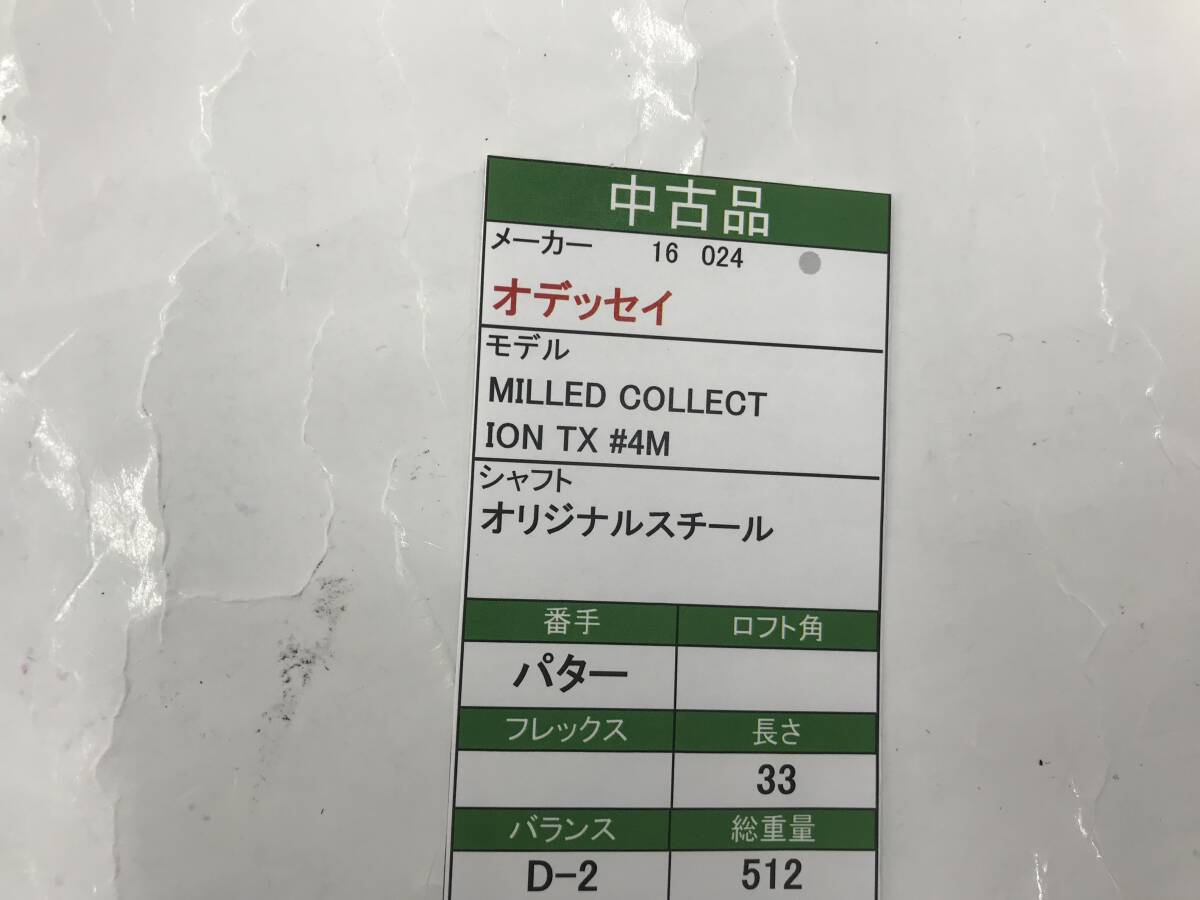 中古品
メーカー 16 024
オデッセイ
モデル
MILLED COLLECT
ION TX #4M
シャフト
オリジナルスチール
番手 ロフト角
パター
フレックス 長さ
33
バランス 総重量
D-2 512